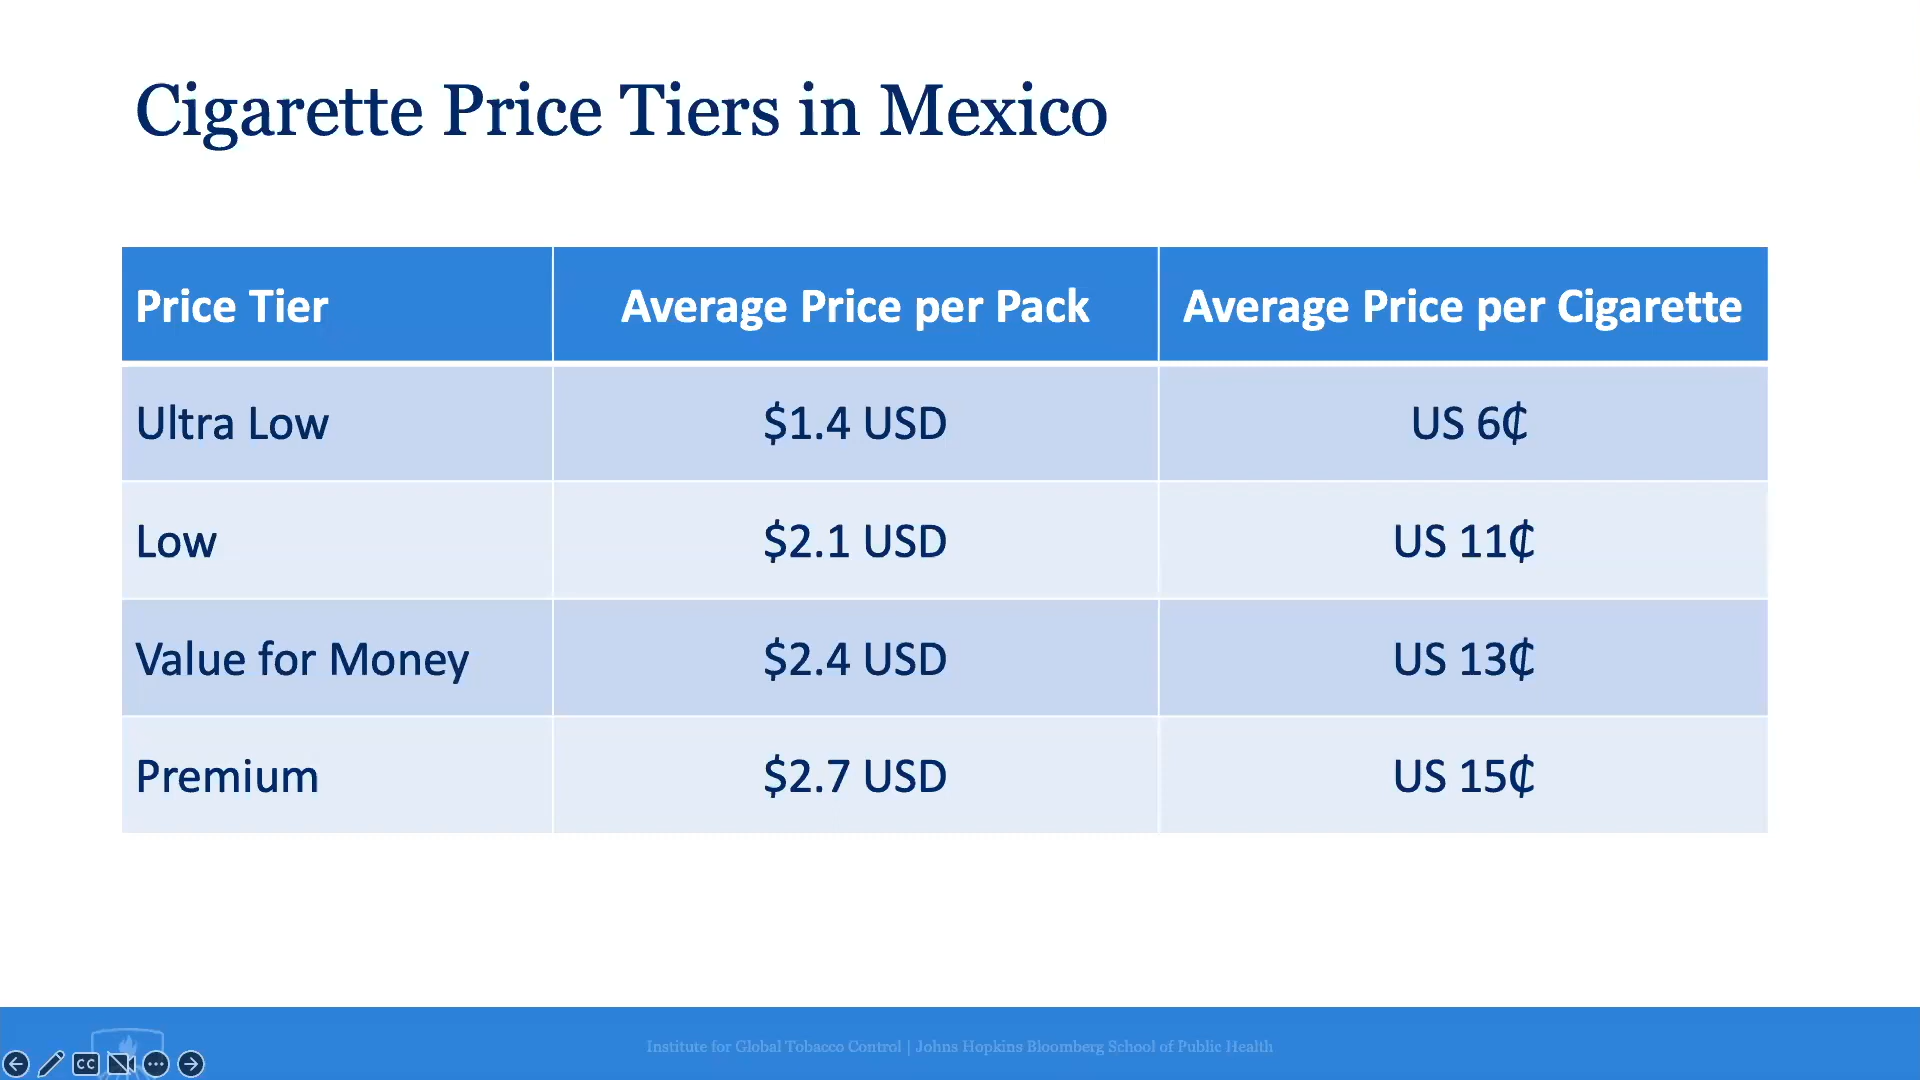 Cigarette Price Tiers in Mexico
Price Tier Average Price per Pack Average Price per Cigarette
Ultra Low $1.4 USD US 6₵
Low $2.1 USD US 11₵
Value for Money $2.4 USD US 13₵
Premium $2.7 USD US 15₵
Institute for Global Tobacco Control | Johns Hopkins Bloomberg School of Public Health
CC